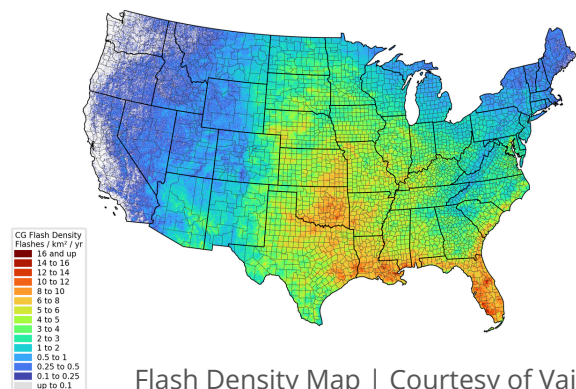 CG Flash Density
Flashes / km² / yr
16 and up
14 to 16
12 to 14
10 to 12
8 to 10
6 to 8
5 to 6
4 to 5
3 to 4
2 to 3
1 to 2
0.5 to 1
0.25 to 0.5
0.1 to 0.25
up to 0.1
Flash Density Map | Courtesy of Vai